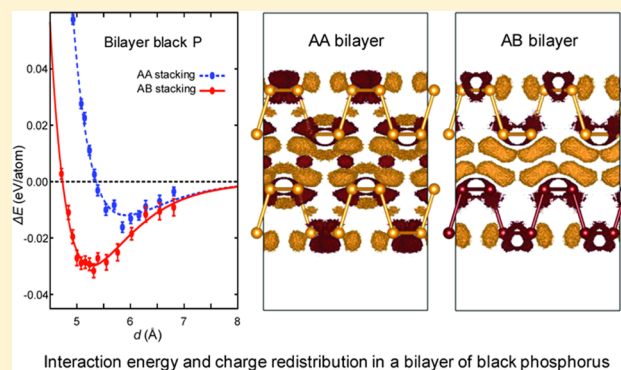 Bilayer black P
AA stacking
AB stacking
0.04
0.02
0.00
-0.02
-0.04
ΔE (eV/atom)
5
6
7
8
d (Å)
AA bilayer
AB bilayer
Interaction energy and charge redistribution in a bilayer of black phosphorus